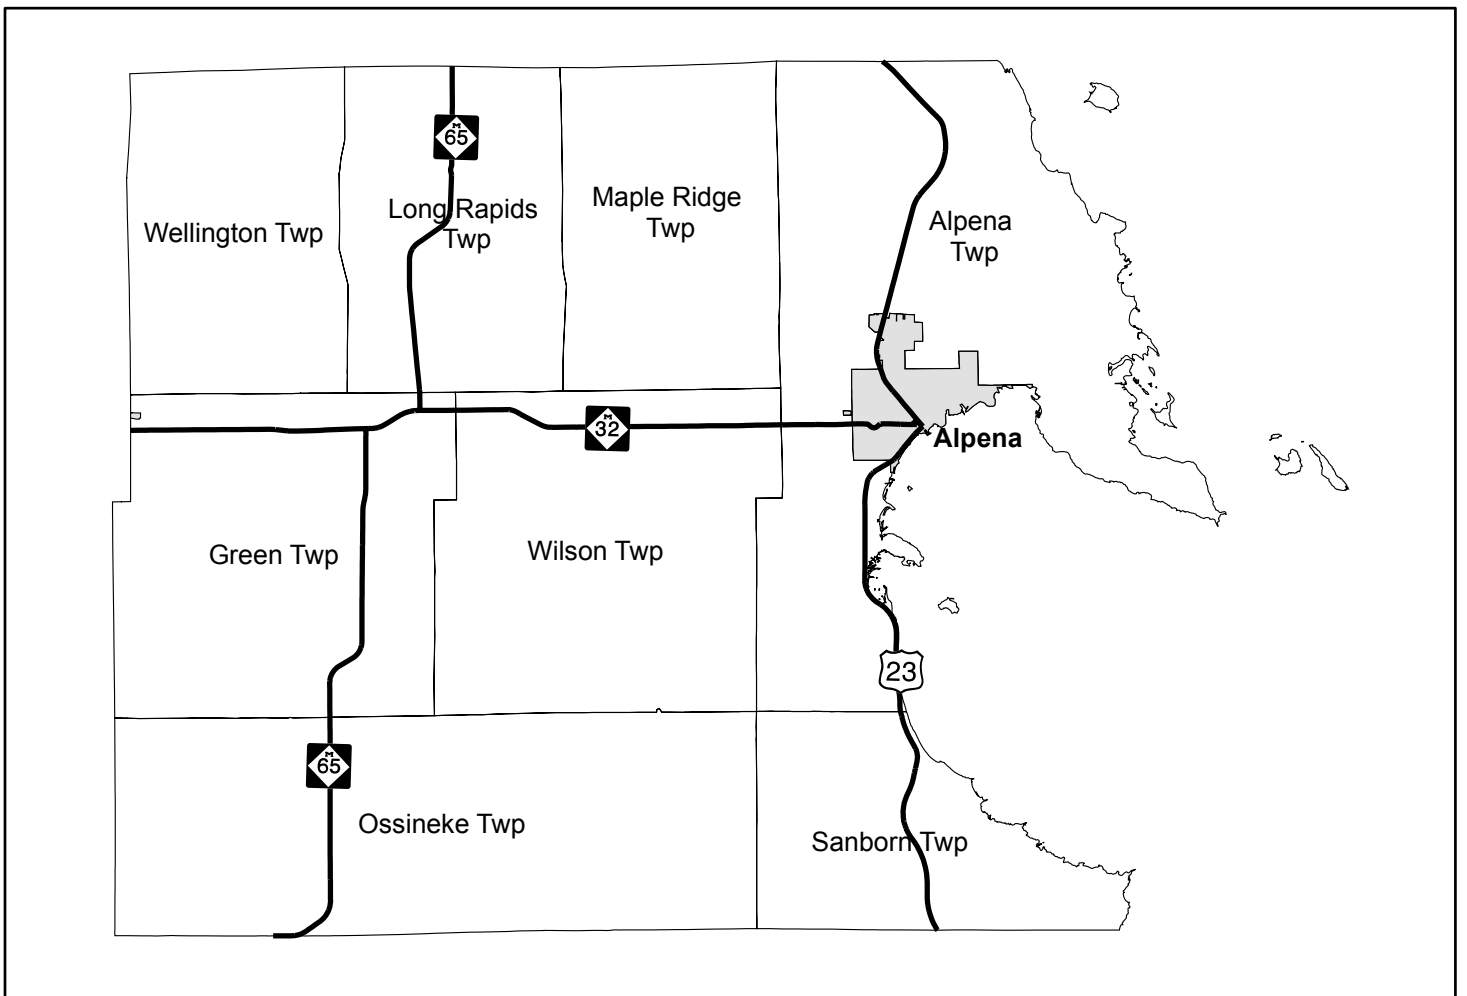 M
65
Long Rapids
Twp
Maple Ridge
Twp
Wellington Twp
Alpena
Twp
M
32
Alpena
Green Twp
Wilson Twp
23
M
65
Ossineke Twp
Sanborn Twp